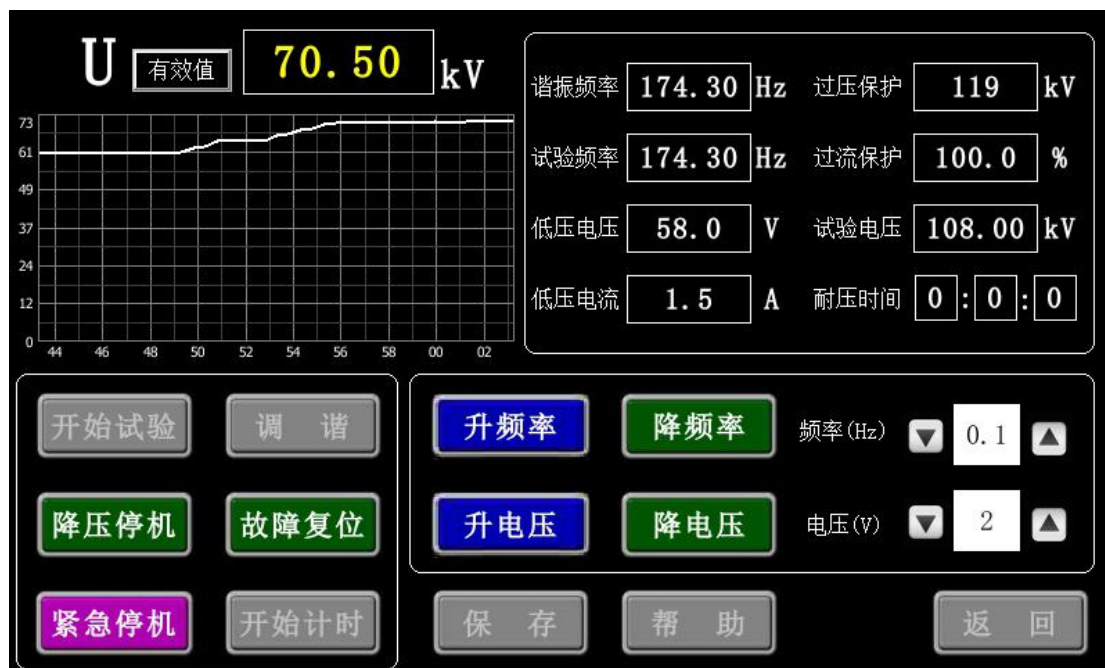 U 有效值 70.50 kV
谐振频率 174.30 Hz 过压保护 119 kV
试验频率 174.30 Hz 过流保护 100.0 %
低压电压 58.0 V 试验电压 108.00 kV
低压电流 1.5 A 耐压时间 0 : 0 : 0
73
61
49
37
24
12
0
44 46 48 50 52 54 56 58 00 02
开始试验 调 谐 升频率 降频率 频率(Hz) 0.1
降压停机 故障复位 升电压 降电压 电压(V) 2
紧急停机 开始计时 保 存 帮 助 返 回